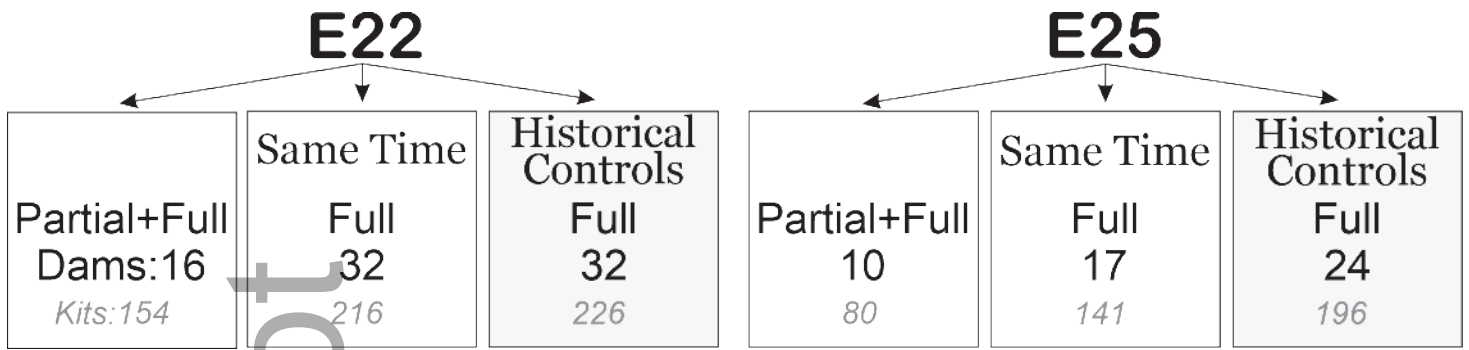 E22
Partial+Full
Dams:16
Kits:154
Same Time
Full
32
216
Historical
Controls
Full
32
226
E25
Partial+Full
10
80
Same Time
Full
17
141
Historical
Controls
Full
24
196